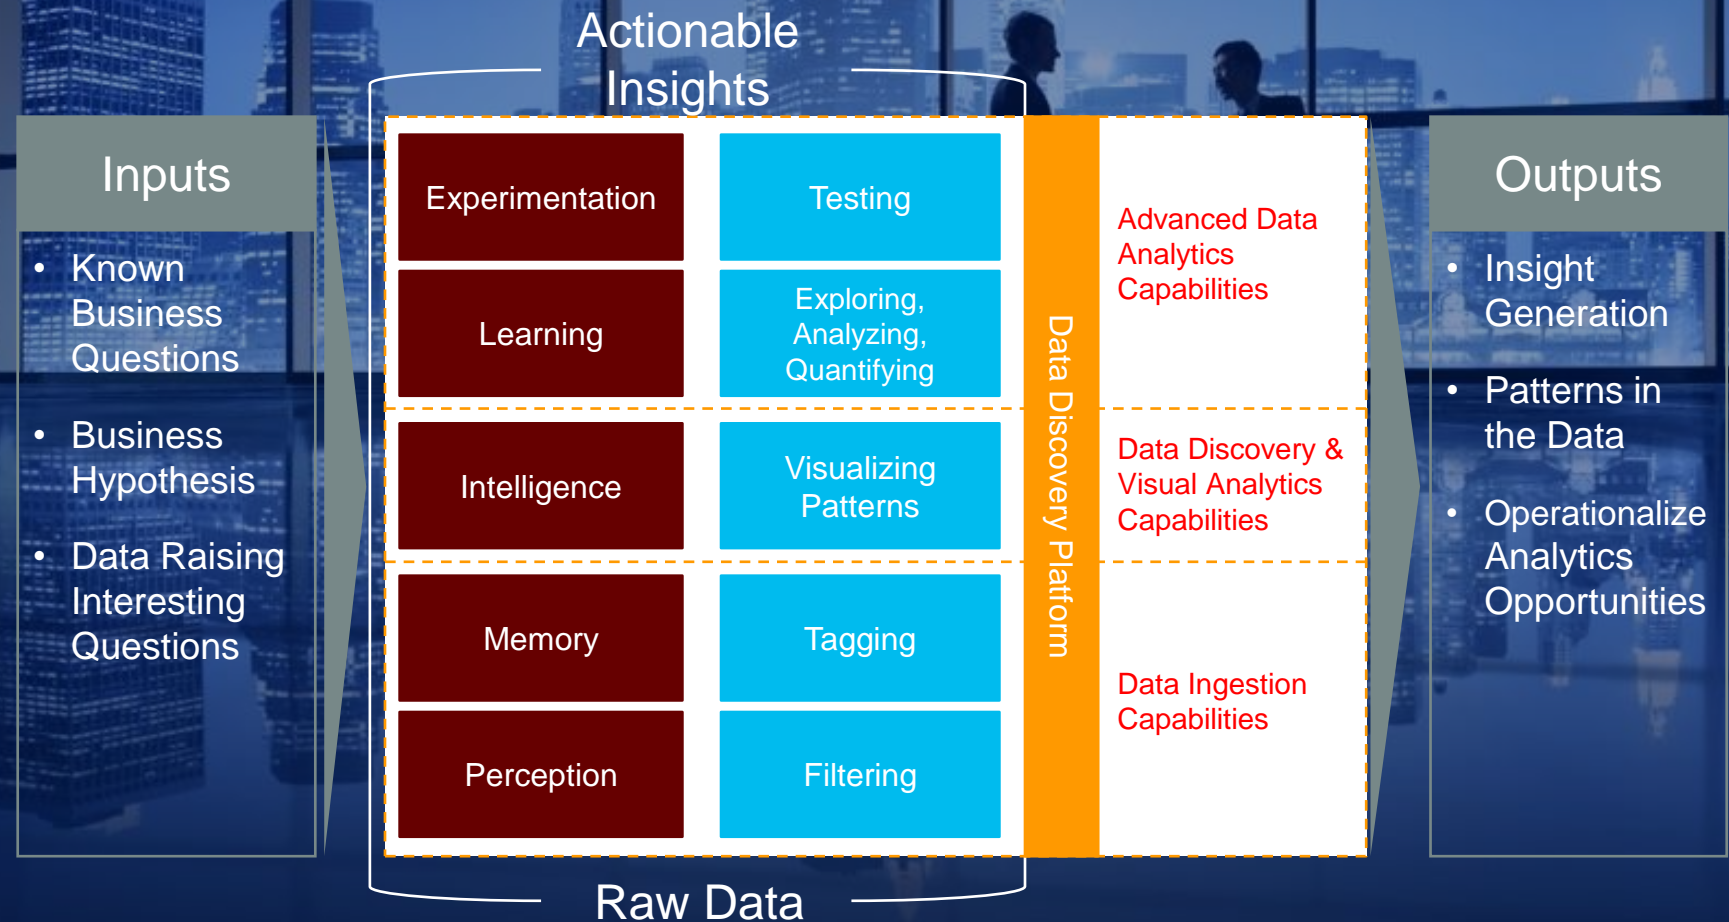 Actionable
Insights
Inputs
• Known
Business
Questions
• Business
Hypothesis
• Data Raising
Interesting
Questions
Experimentation
Testing
Learning
Exploring,
Analyzing,
Quantifying
Intelligence
Visualizing
Patterns
Memory
Tagging
Perception
Filtering
Data Discovery Platform
Advanced Data
Analytics
Capabilities
Data Discovery &
Visual Analytics
Capabilities
Data Ingestion
Capabilities
Outputs
• Insight
Generation
• Patterns in
the Data
• Operationalize
Analytics
Opportunities
Raw Data